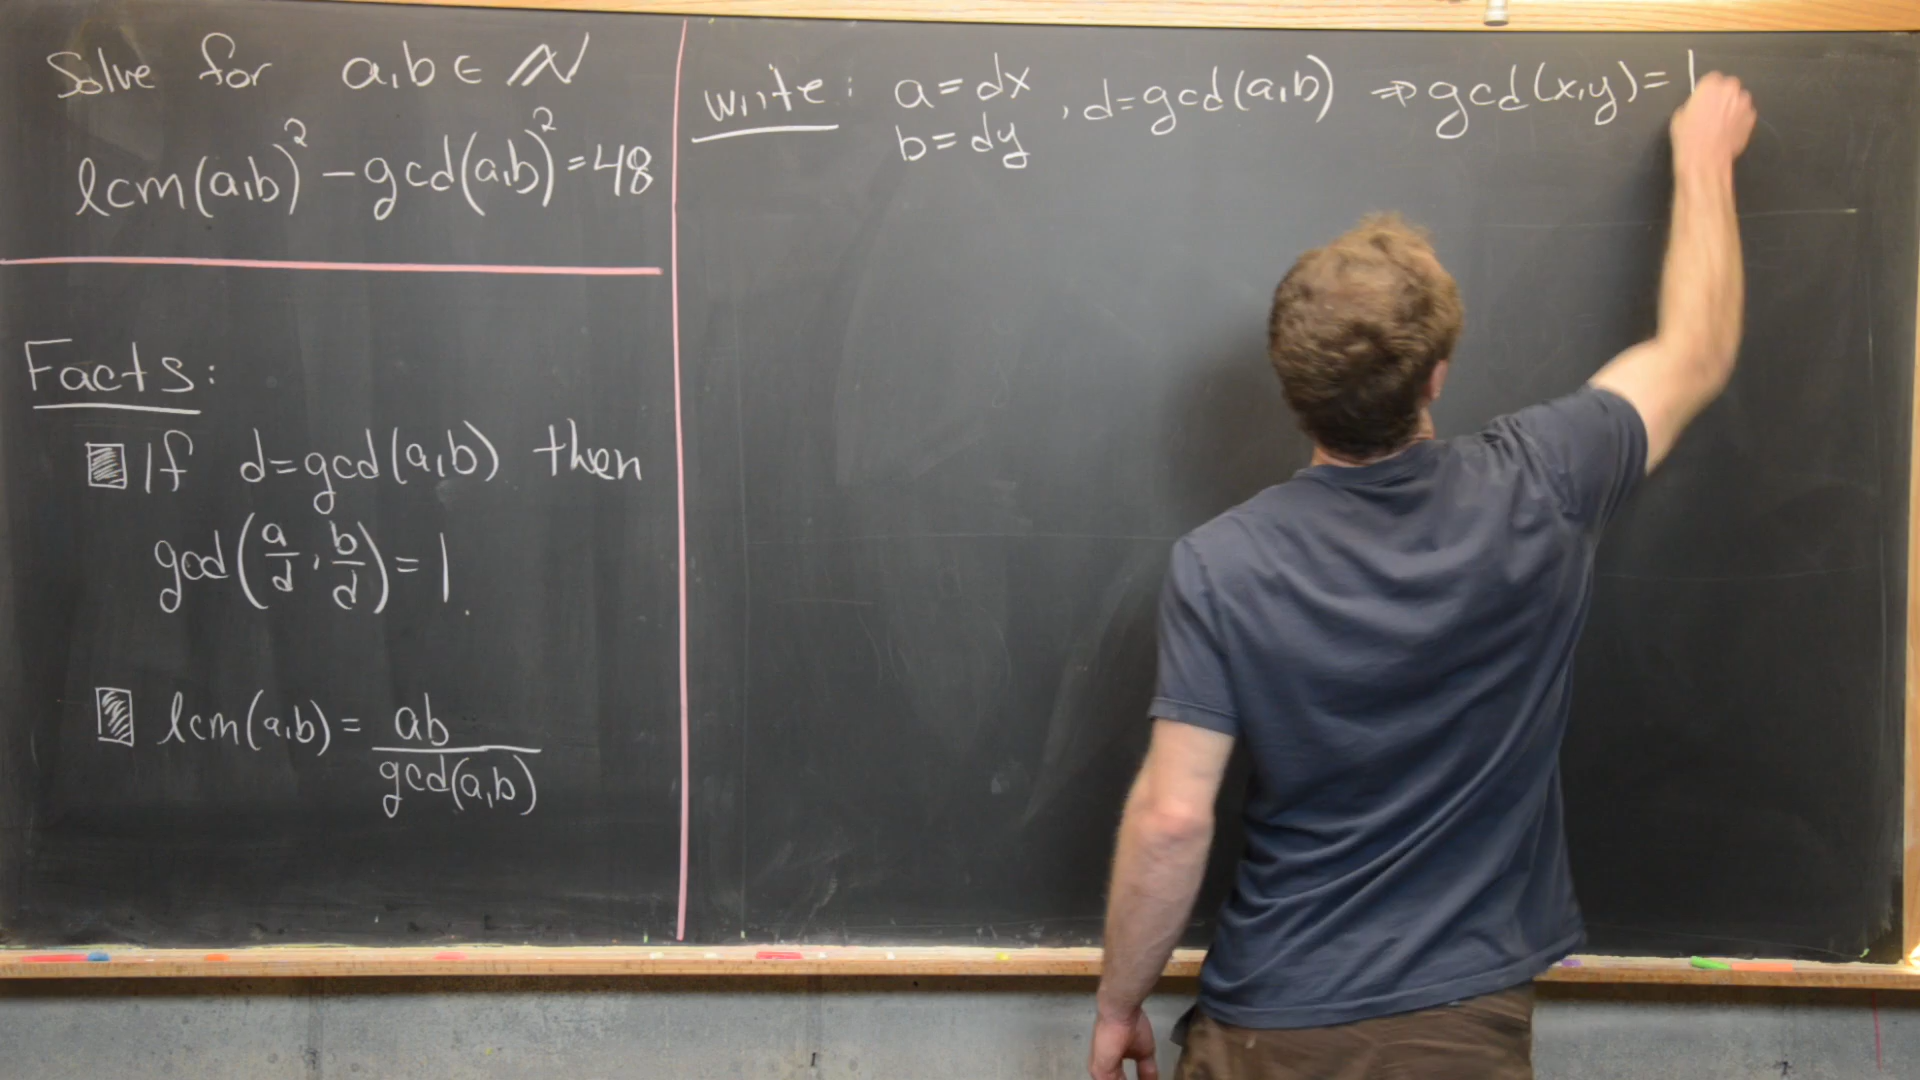 Solve for a,b ∈ ℕ
lcm(a,b)² - gcd(a,b)² = 48
Facts:
If d=gcd(a,b) then
gcd(a/d, b/d) = 1
lcm(a,b) = ab/gcd(a,b)
write: a = dx , d=gcd(a,b) ⇒ gcd(x,y) = 1
b = dy